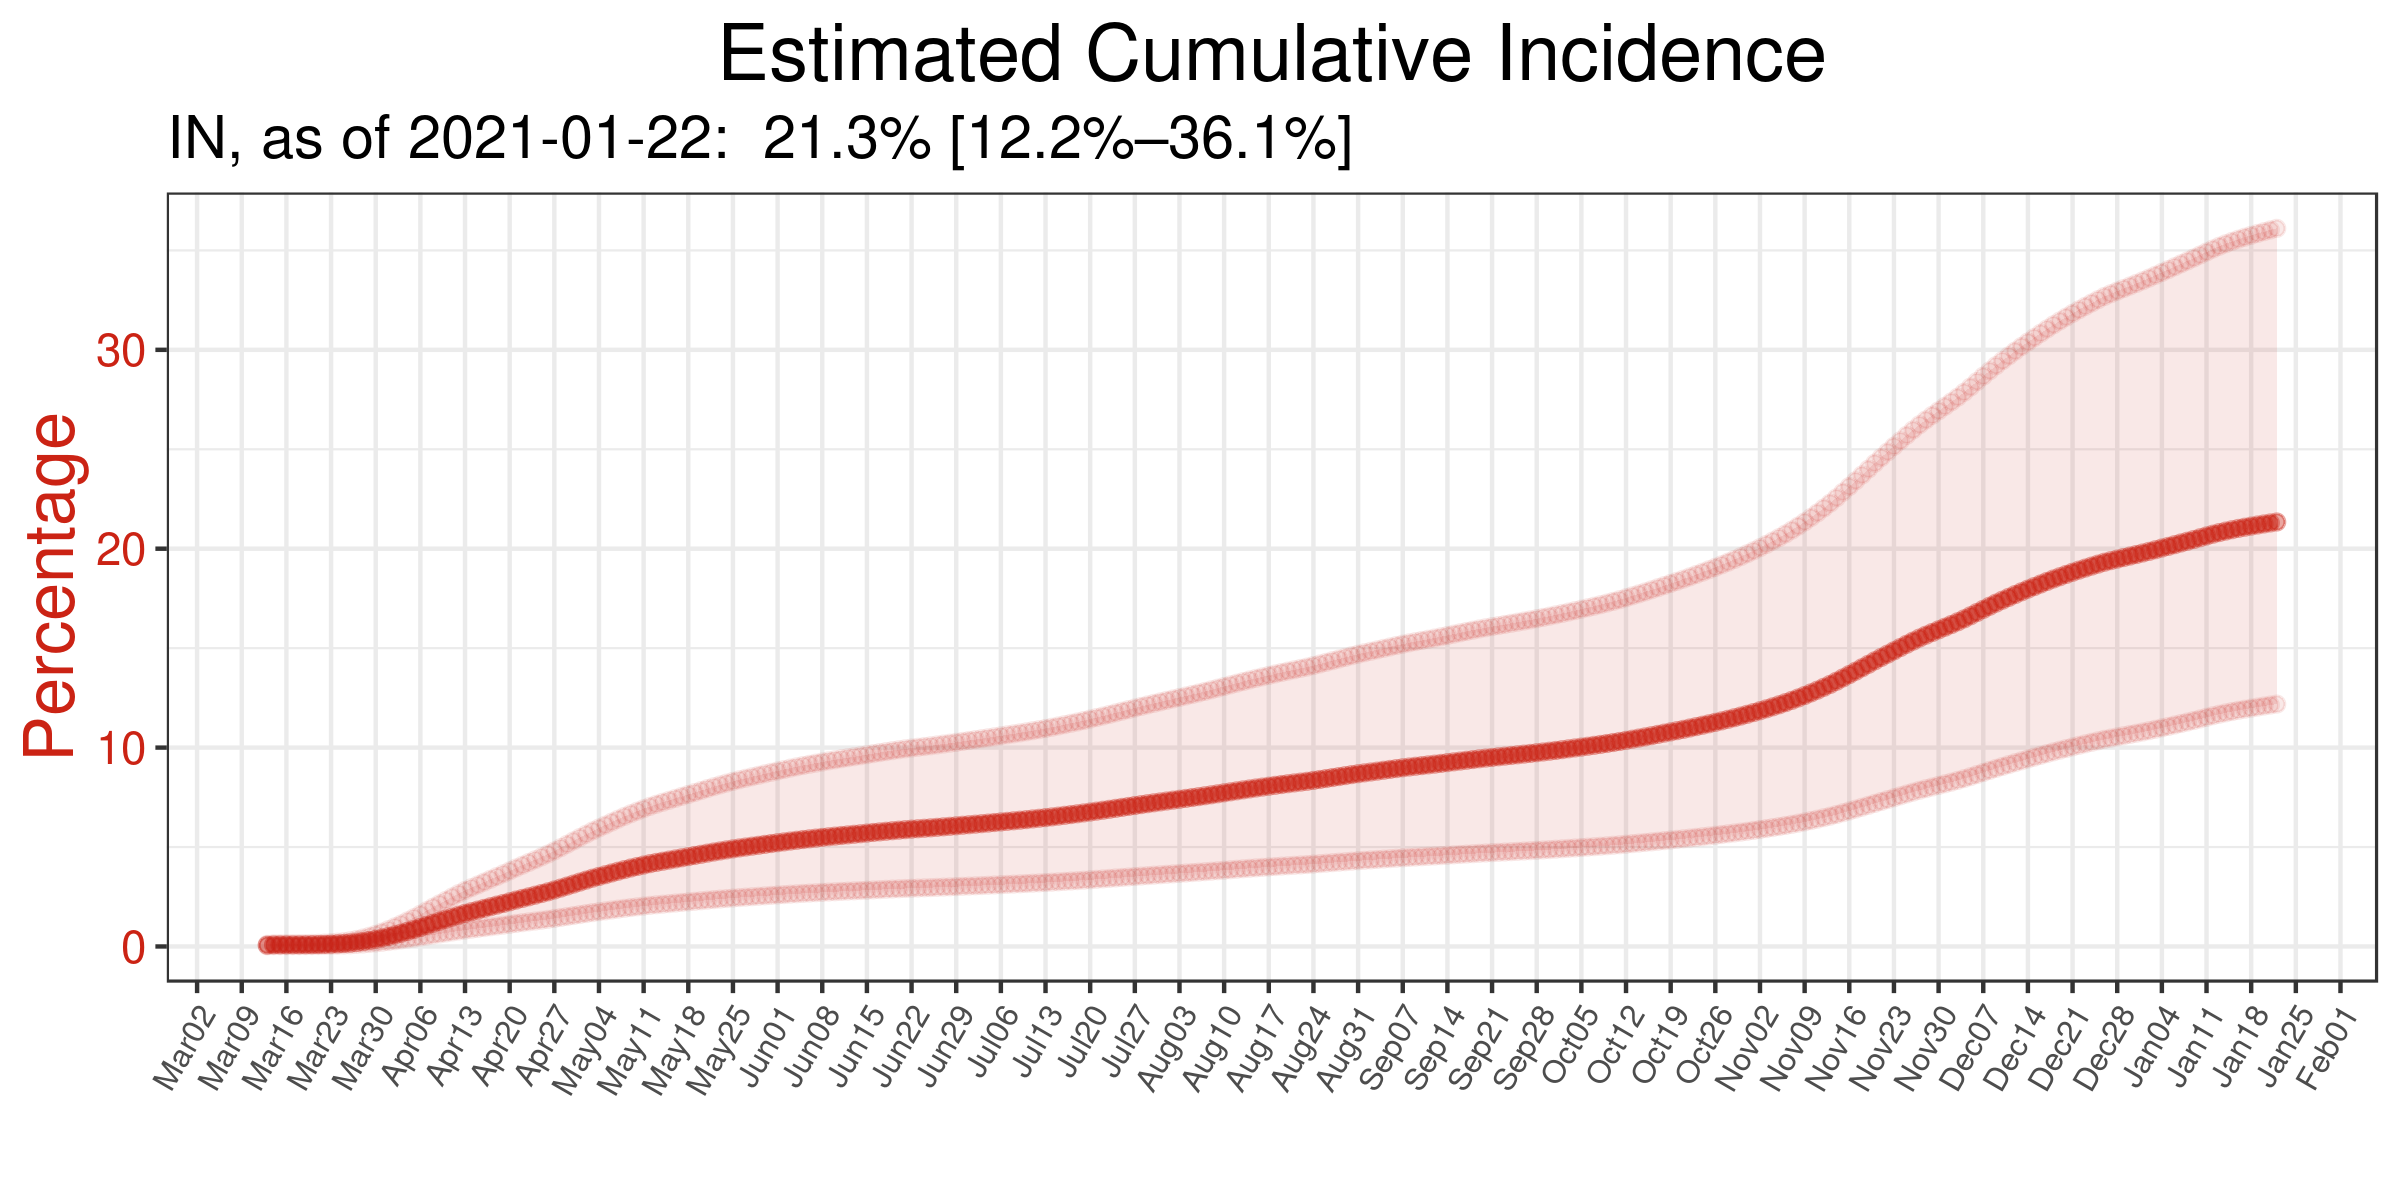 Estimated Cumulative Incidence
IN, as of 2021-01-22:  21.3% [12.2%–36.1%]
Percentage
30
20
10
0
Mar02
Mar09
Mar16
Mar23
Mar30
Apr06
Apr13
Apr20
Apr27
May04
May11
May18
May25
Jun01
Jun08
Jun15
Jun22
Jun29
Jul06
Jul13
Jul20
Jul27
Aug03
Aug10
Aug17
Aug24
Aug31
Sep07
Sep14
Sep21
Sep28
Oct05
Oct12
Oct19
Oct26
Nov02
Nov09
Nov16
Nov23
Nov30
Dec07
Dec14
Dec21
Dec28
Jan04
Jan11
Jan18
Jan25
Feb01